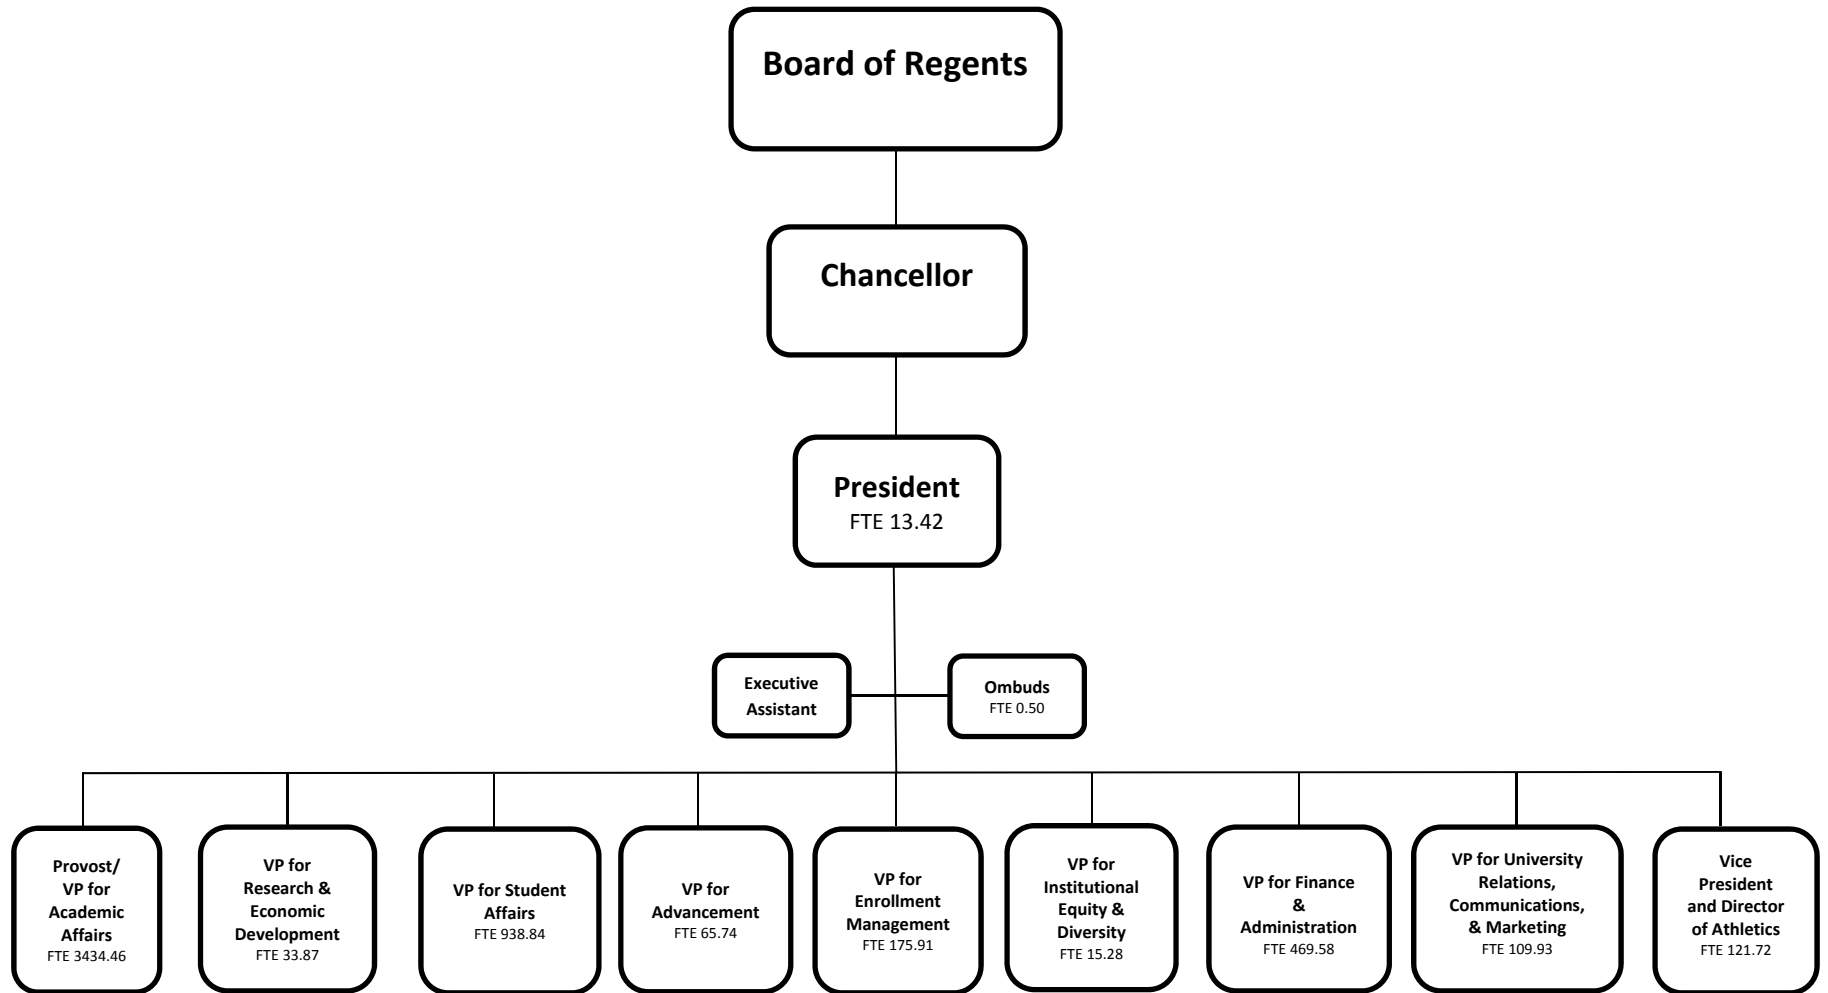 Board of Regents
Chancellor
President
FTE 13.42
Executive
Assistant
Ombuds
FTE 0.50
Provost/
VP for
Academic
Affairs
FTE 3434.46
VP for
Research &
Economic
Development
FTE 33.87
VP for Student
Affairs
FTE 938.84
VP for
Advancement
FTE 65.74
VP for
Enrollment
Management
FTE 175.91
VP for
Institutional
Equity &
Diversity
FTE 15.28
VP for Finance
&
Administration
FTE 469.58
VP for University
Relations,
Communications,
& Marketing
FTE 109.93
Vice
President
and Director
of Athletics
FTE 121.72